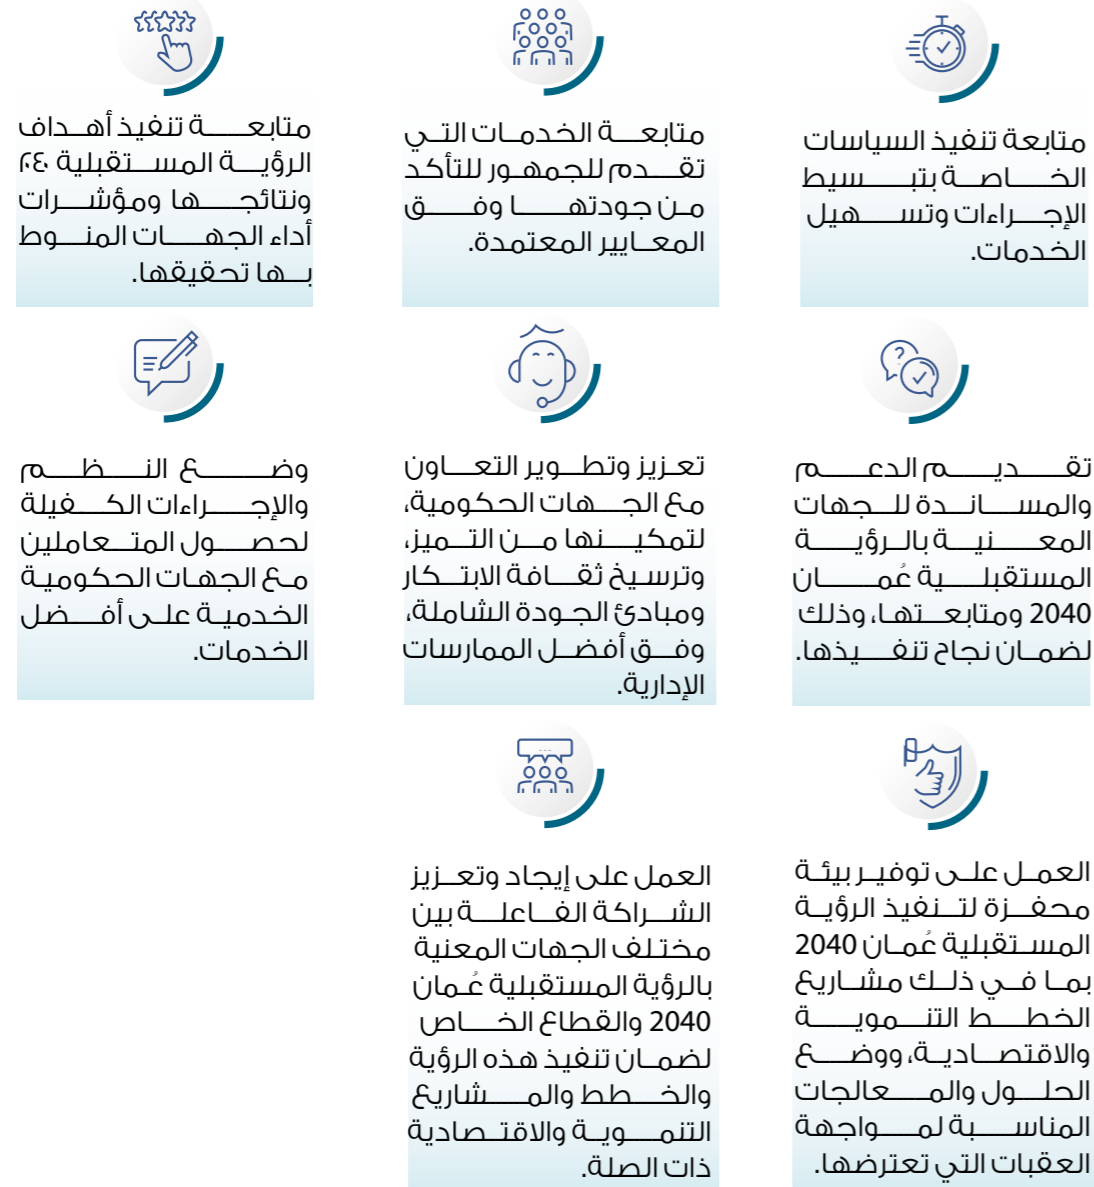 متابعة تنفيذ السياسات
الخاصة بتبسيط
الإجراءات وتسهيل
الخدمات.
متابعة الخدمات التي
تقدم للجمهور للتأكد
من جودتها وفق
المعايير المعتمدة.
متابعة تنفيذ أهداف
الرؤية المستقبلية ٢٤٠
ونتائجها ومؤشرات
أداء الجهات المنوط
بها تحقيقها.
تقديم الدعم
والمساندة للجهات
المعنية بالرؤية
المستقبلية عُمان
2040 ومتابعتها، وذلك
لضمان نجاح تنفيذها.
تعزيز وتطوير التعاون
مع الجهات الحكومية،
لتمكينها من التميز،
وترسيخ ثقافة الابتكار
ومبادئ الجودة الشاملة،
وفق أفضل الممارسات
الإدارية.
وضع النظم
والإجراءات الكفيلة
لحصول المتعاملين
مع الجهات الحكومية
الخدمية على أفضل
الخدمات.
العمل على توفير بيئة
محفزة لتنفيذ الرؤية
المستقبلية عُمان 2040
بما في ذلك مشاريع
الخطط التنموية
والاقتصادية، ووضع
الحلول والمعالجات
المناسبة لمواجهة
العقبات التي تعترضها.
العمل على إيجاد وتعزيز
الشراكة الفاعلة بين
مختلف الجهات المعنية
بالرؤية المستقبلية عُمان
2040 والقطاع الخاص
لضمان تنفيذ هذه الرؤية
والخطط والمشاريع
التنموية والاقتصادية
ذات الصلة.